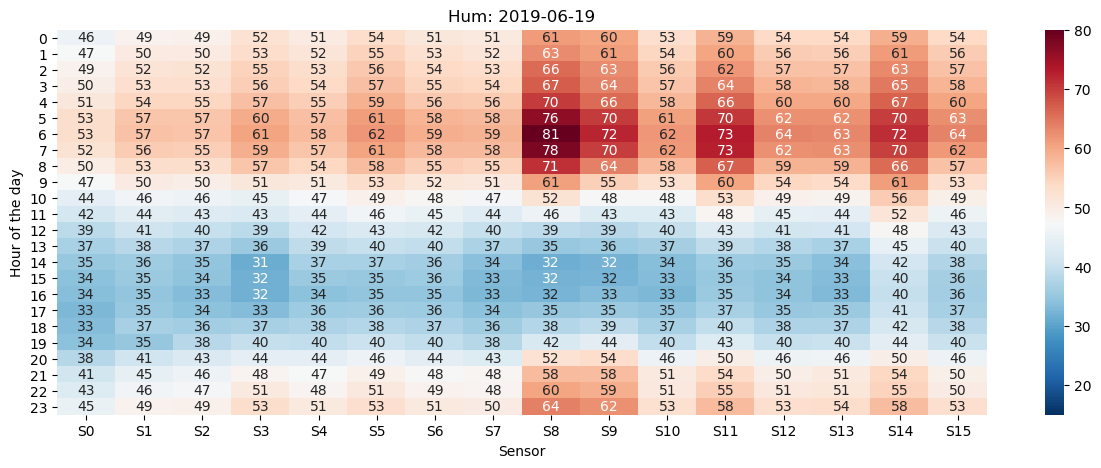 Hum: 2019-06-19
Hour of the day
0 46 49 49 52 51 54 51 51 61 60 53 59 54 54 59 54
1 47 50 50 53 52 55 53 52 63 61 54 60 56 56 61 56
2 49 52 52 55 53 56 54 53 66 63 56 62 57 57 63 57
3 50 53 53 56 54 57 55 54 67 64 57 64 58 58 65 58
4 51 54 55 57 55 59 56 56 70 66 58 66 60 60 67 60
5 53 57 57 60 57 61 58 58 76 70 61 70 62 62 70 63
6 53 57 57 61 58 62 59 59 81 72 62 73 64 63 72 64
7 52 56 55 59 57 61 58 58 78 70 62 73 62 63 70 62
8 50 53 53 57 54 58 55 55 71 64 58 67 59 59 66 57
9 47 50 50 51 51 53 52 51 61 55 53 60 54 54 61 53
10 44 46 46 45 47 49 48 47 52 48 48 53 49 49 56 49
11 42 44 43 43 44 46 45 44 46 43 43 48 45 44 52 46
12 39 41 40 39 42 43 42 40 39 39 40 43 41 41 48 43
13 37 38 37 36 39 40 40 37 35 36 37 39 38 37 45 40
14 35 36 35 31 37 37 36 34 32 32 34 36 35 34 42 38
15 34 35 34 32 35 35 36 33 32 32 33 35 34 33 40 36
16 34 35 33 32 34 35 35 33 32 33 33 35 34 33 40 36
17 33 35 34 33 36 36 36 34 35 35 35 37 35 35 41 37
18 33 37 36 37 38 38 37 36 38 39 37 40 38 37 42 38
19 34 35 38 40 40 40 40 38 42 44 40 43 40 40 44 40
20 38 41 43 44 44 46 44 43 52 54 46 50 46 46 50 46
21 41 45 46 48 47 49 48 48 58 58 51 54 50 51 54 50
22 43 46 47 51 48 51 49 48 60 59 51 55 51 51 55 50
23 45 49 49 53 51 53 51 50 64 62 53 58 53 54 58 53
S0 S1 S2 S3 S4 S5 S6 S7 S8 S9 S10 S11 S12 S13 S14 S15
Sensor
80
70
60
50
40
30
20